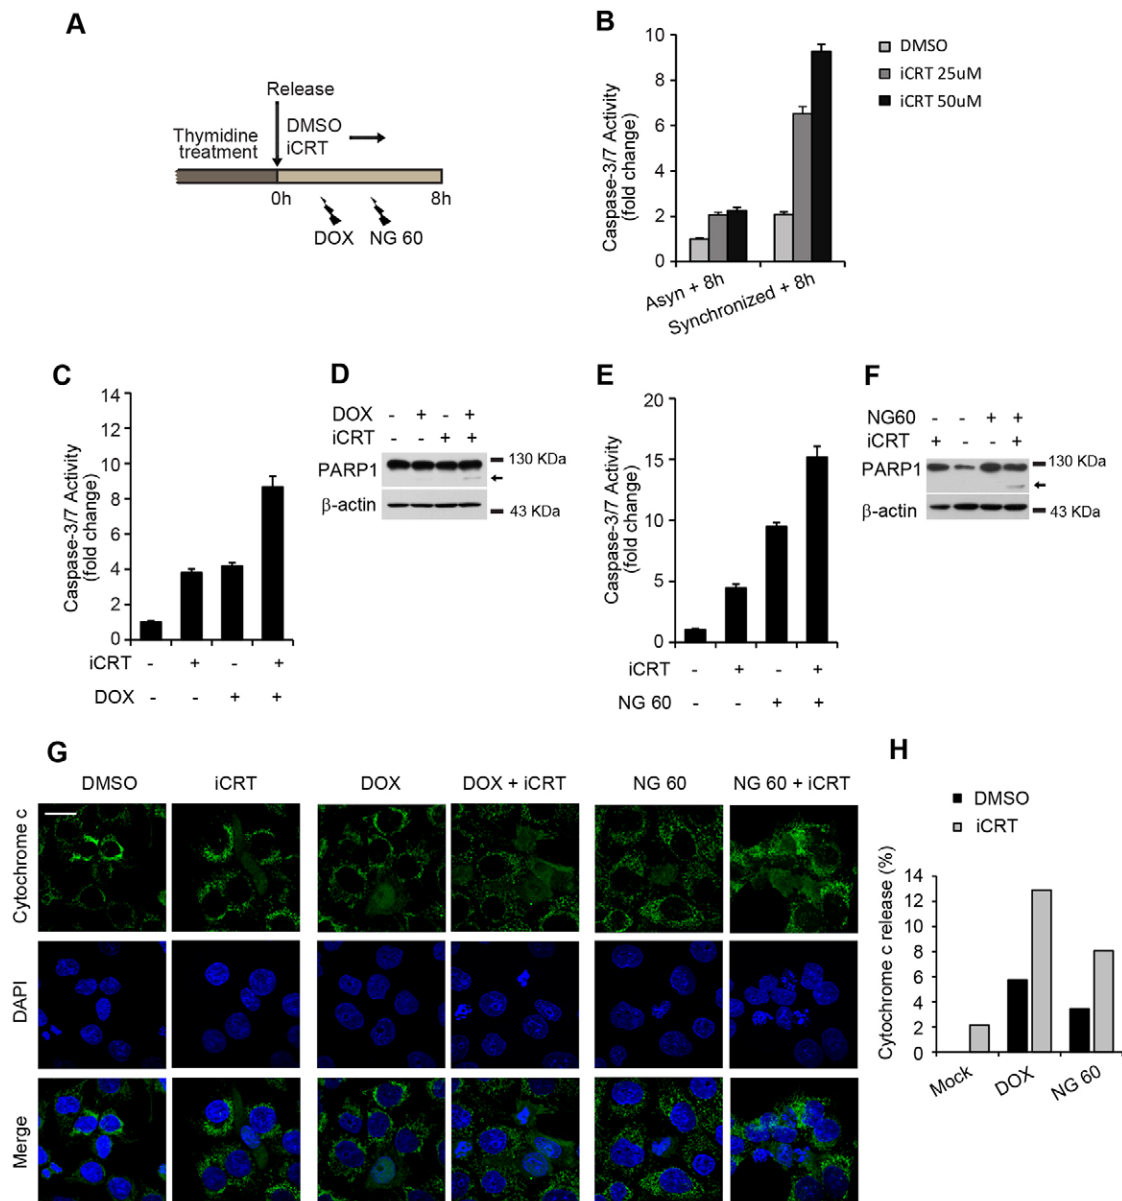 A
Release
DMSO
iCRT
Thymidine
treatment
0h
8h
DOX
NG 60
B
Caspase-3/7 Activity
(fold change)
10
8
6
4
2
0
Asyn + 8h
Synchronized + 8h
DMSO
iCRT 25uM
iCRT 50uM
C
Caspase-3/7 Activity
(fold change)
14
12
10
8
6
4
2
0
iCRT - + - +
DOX - - + +
D
DOX - + - +
iCRT - - + +
PARP1
130 KDa
β-actin
43 KDa
E
Caspase-3/7 Activity
(fold change)
20
15
10
5
0
iCRT - + - +
NG 60 - - + +
F
NG60 - - + +
iCRT + - - +
PARP1
130 KDa
β-actin
43 KDa
G
DMSO iCRT DOX DOX + iCRT NG 60 NG 60 + iCRT
Cytochrome c
DAPI
Merge
H
DMSO
iCRT
Cytochrome c release (%)
14
12
10
8
6
4
2
0
Mock
DOX
NG 60